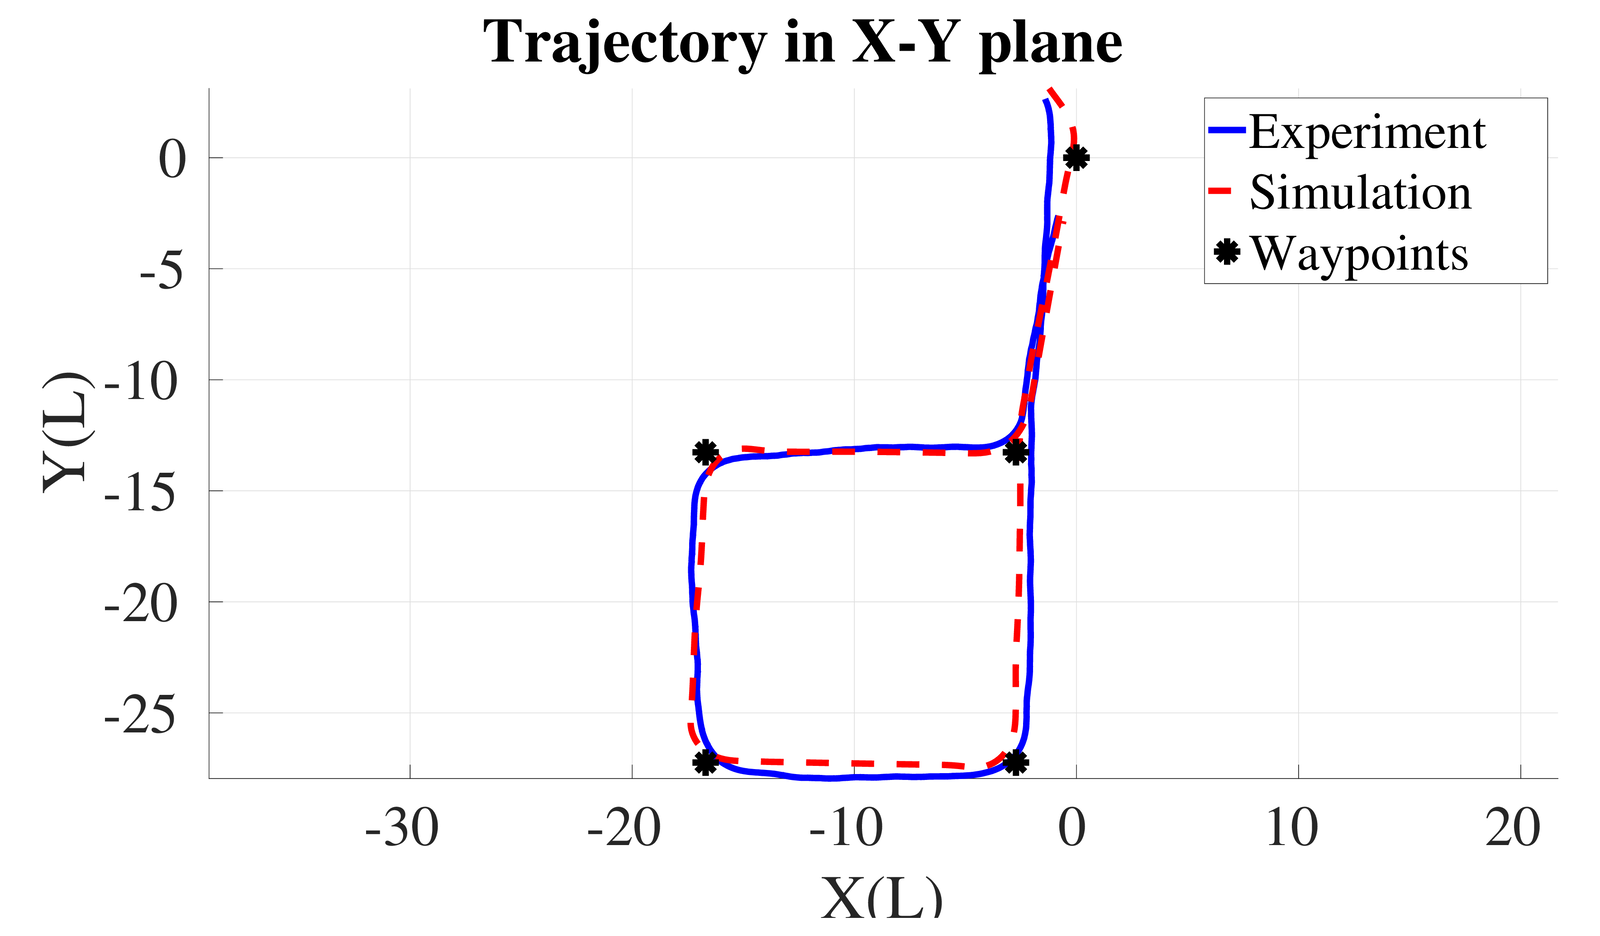 Trajectory in X-Y plane
Experiment
Simulation
Waypoints
0
-5
-10
-15
-20
-25
Y(L)
-30
-20
-10
0
10
20
X(L)